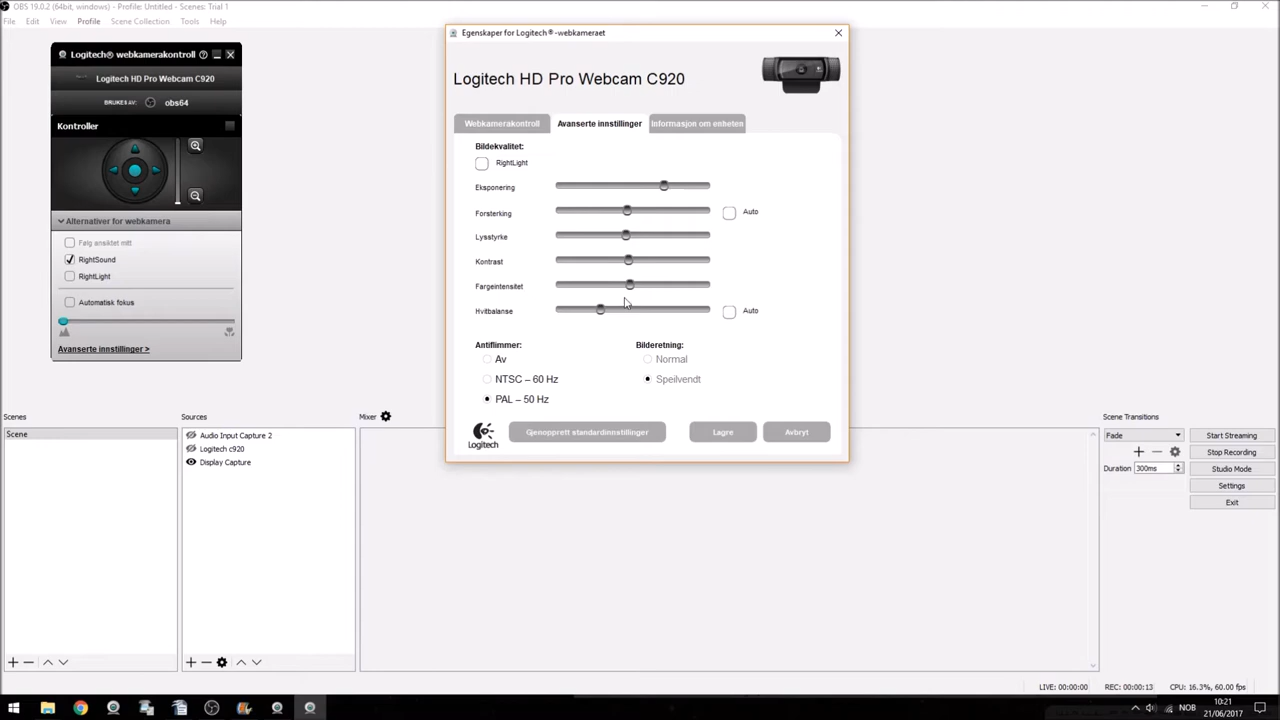 OBS 19.0.2 (64bit, windows) - Profile: Untitled - Scenes: Trial 1
File Edit View Profile Scene Collection Tools Help
Logitech® webkamerakontroll
Logitech HD Pro Webcam C920
BRUKES AV: obs64
Kontroller
Alternativer for webkamera
Følg ansiktet mitt
RightSound
RightLight
Automatisk fokus
Avanserte innstillinger >
Egenskaper for Logitech®-webkameraet
Logitech HD Pro Webcam C920
Webkamerakontroll Avanserte innstillinger Informasjon om enheten
Bildekvalitet:
RightLight
Eksponering
Forsterking Auto
Lysstyrke
Kontrast
Fargeintensitet
Hvitbalanse Auto
Antiflimmer: Bilderetning:
Av Normal
NTSC – 60 Hz Speilvendt
PAL – 50 Hz
Logitech
Gjenopprett standardinnstillinger Lagre Avbryt
Scenes
Scene
Sources
Audio Input Capture 2
Logitech c920
Display Capture
Mixer
Scene Transitions
Fade
Duration 300ms
Start Streaming
Stop Recording
Studio Mode
Settings
Exit
LIVE: 00:00:00 REC: 00:00:13 CPU: 16.3%, 60.00 fps
NOB
10:21
21/06/2017